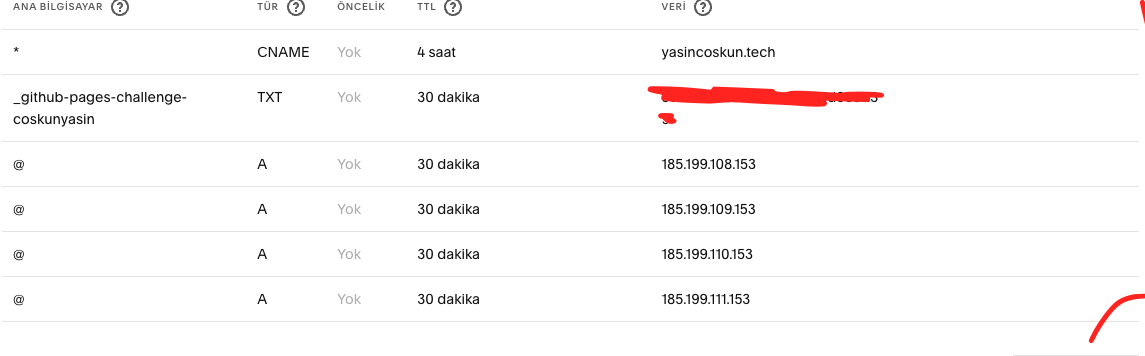 ANA BİLGİSAYAR ? TÜR ? ÖNCELİK TTL ? VERİ ?
* CNAME Yok 4 saat yasincoskun.tech
_github-pages-challenge- TXT Yok 30 dakika
coskunyasin
@ A Yok 30 dakika 185.199.108.153
@ A Yok 30 dakika 185.199.109.153
@ A Yok 30 dakika 185.199.110.153
@ A Yok 30 dakika 185.199.111.153